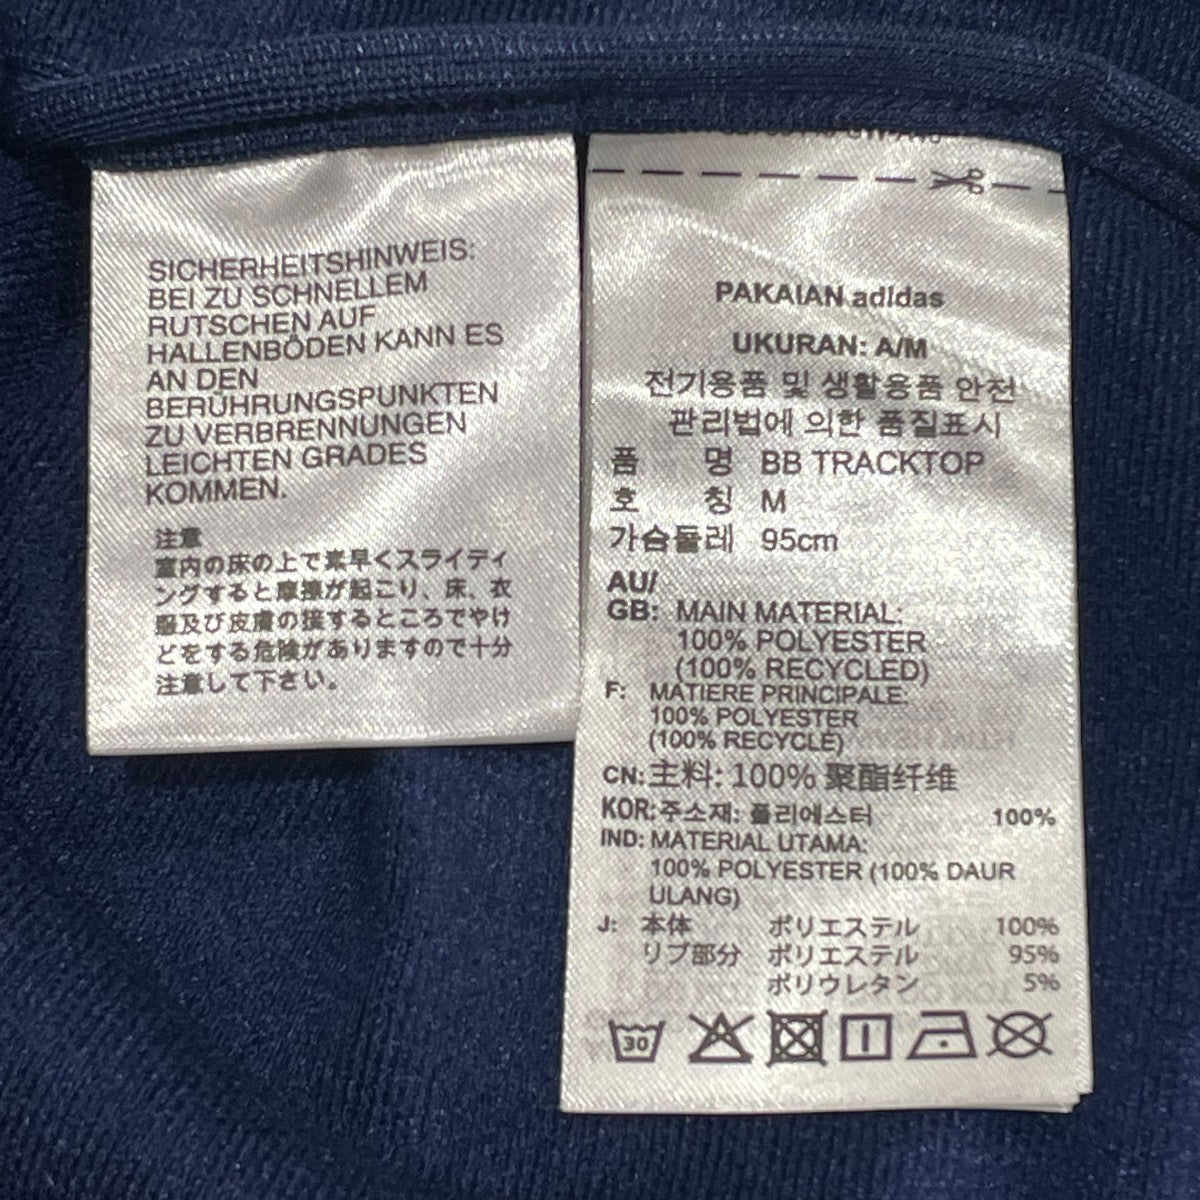 SICHERHEITSHINWEIS:
BEI ZU SCHNELLEM
RUTSCHEN AUF
HALLENBÖDEN KANN ES
AN DEN
BERÜHRUNGSPUNKTEN
ZU VERBRENNUNGEN
LEICHTEN GRADES
KOMMEN.
注意
室内の床の上で素早くスライディ
ングすると摩擦が起こり、床、衣
服及び皮膚の接するところでやけ
どをする危険がありますので十分
注意して下さい。
PAKAIAN adidas
UKURAN: A/M
전기용품 및 생활용품 안전
관리법에 의한 품질표시
품 명 BB TRACKTOP
호 칭 M
가슴둘레 95cm
AU/
GB: MAIN MATERIAL:
100% POLYESTER
(100% RECYCLED)
F: MATIERE PRINCIPALE:
100% POLYESTER
(100% RECYCLÉ)
CN: 主料: 100% 聚酯纤维
KOR: 주소재: 폴리에스터 100%
IND: MATERIAL UTAMA:
100% POLYESTER (100% DAUR
ULANG)
J: 本体 ポリエステル 100%
リブ部分 ポリエステル 95%
ポリウレタン 5%
30